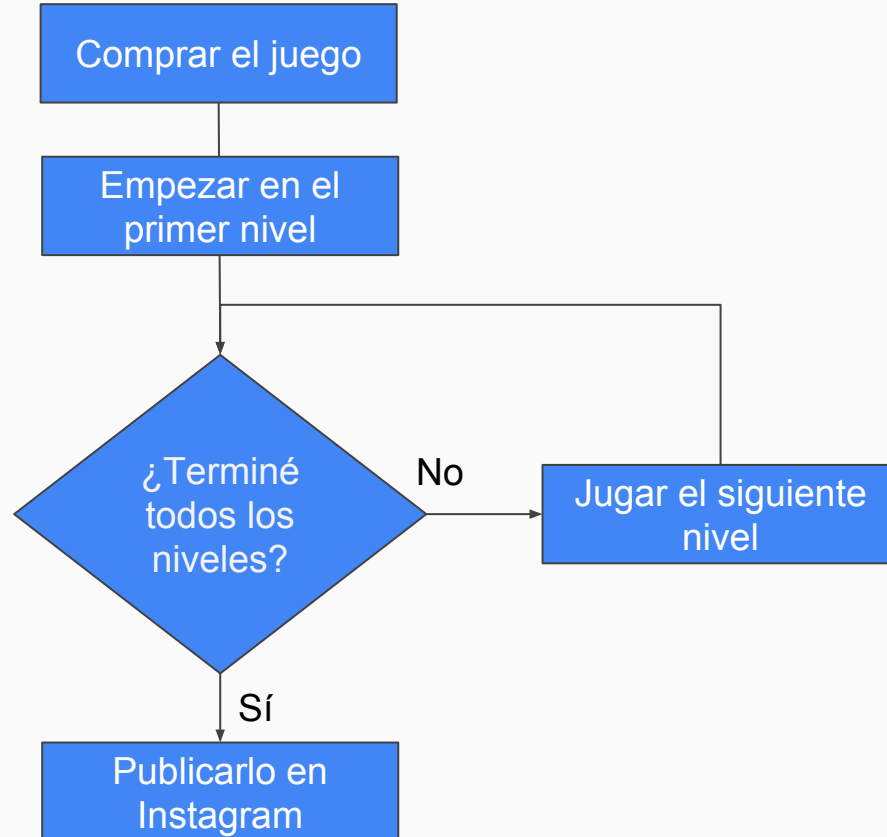 Comprar el juego
Empezar en el
primer nivel
¿Terminé
todos los
niveles?
No
Jugar el siguiente
nivel
Sí
Publicarlo en
Instagram